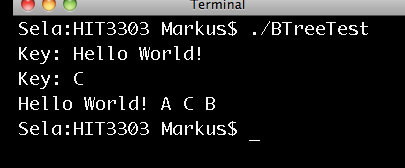 Terminal
Sela:HIT3303 Markus$ ./BTreeTest
Key: Hello World!
Key: C
Hello World! A C B
Sela:HIT3303 Markus$ _